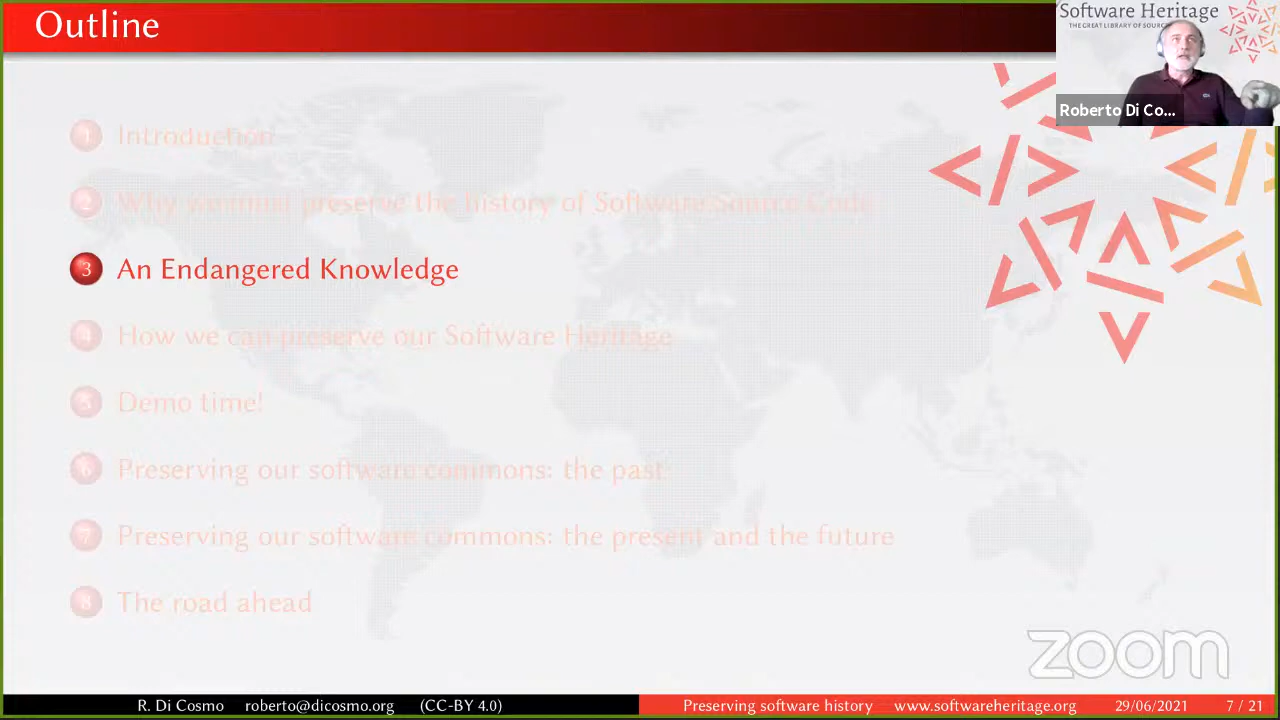 Outline
Software Heritage
THE GREAT LIBRARY OF
Roberto Di Co...
1 Introduction
2 Why we must preserve the history of Software Source Code
3 An Endangered Knowledge
4 How we can preserve our Software Heritage
5 Demo time!
6 Preserving our software commons: the past
7 Preserving our software commons: the present and the future
8 The road ahead
zoom
R. Di Cosmo roberto@dicosmo.org (CC-BY 4.0) Preserving software history www.softwareheritage.org 29/06/2021 7 / 21